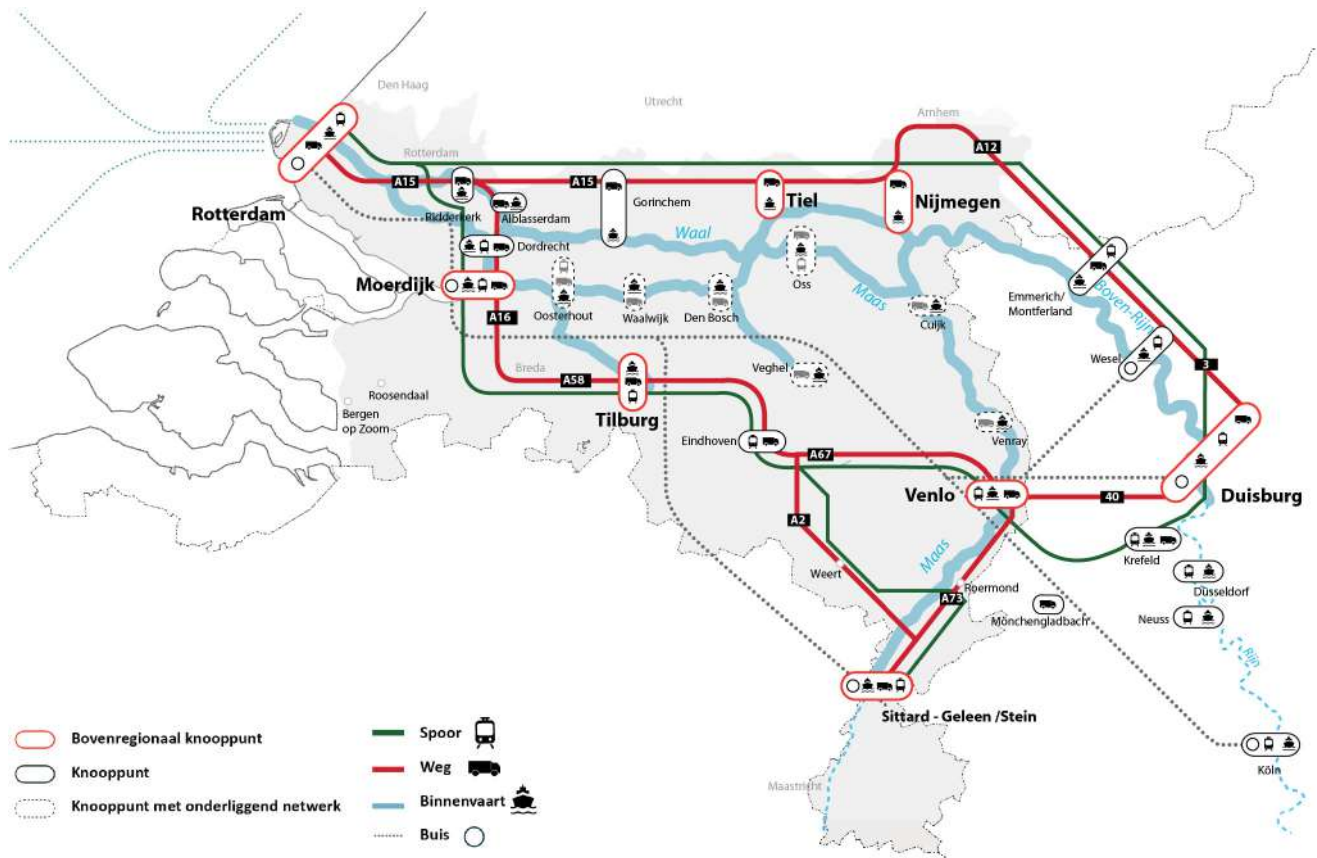 Den Haag
Utrecht
Arnhem
A12
Rotterdam
A15
A15
Ridderkerk
Alblasserdam
Gorinchem
Tiel
Nijmegen
Rotterdam
Waal
Dordrecht
Moerdijk
Oss
Maas
Emmerich/
Montferland
Boven-Rijn
A16
Oosterhout
Waalwijk
Den Bosch
Cuijk
Wesel
3
Breda
A58
Veghel
Roosendaal
Bergen
op Zoom
Tilburg
Eindhoven
Venray
A67
Venlo
40
Duisburg
A2
Maas
Krefeld
Weert
Roermond
A73
Mönchengladbach
Düsseldorf
Neuss
Rijn
Sittard - Geleen /Stein
Köln
Maastricht
Bovenregionaal knooppunt
Knooppunt
Knooppunt met onderliggend netwerk
Spoor
Weg
Binnenvaart
Buis